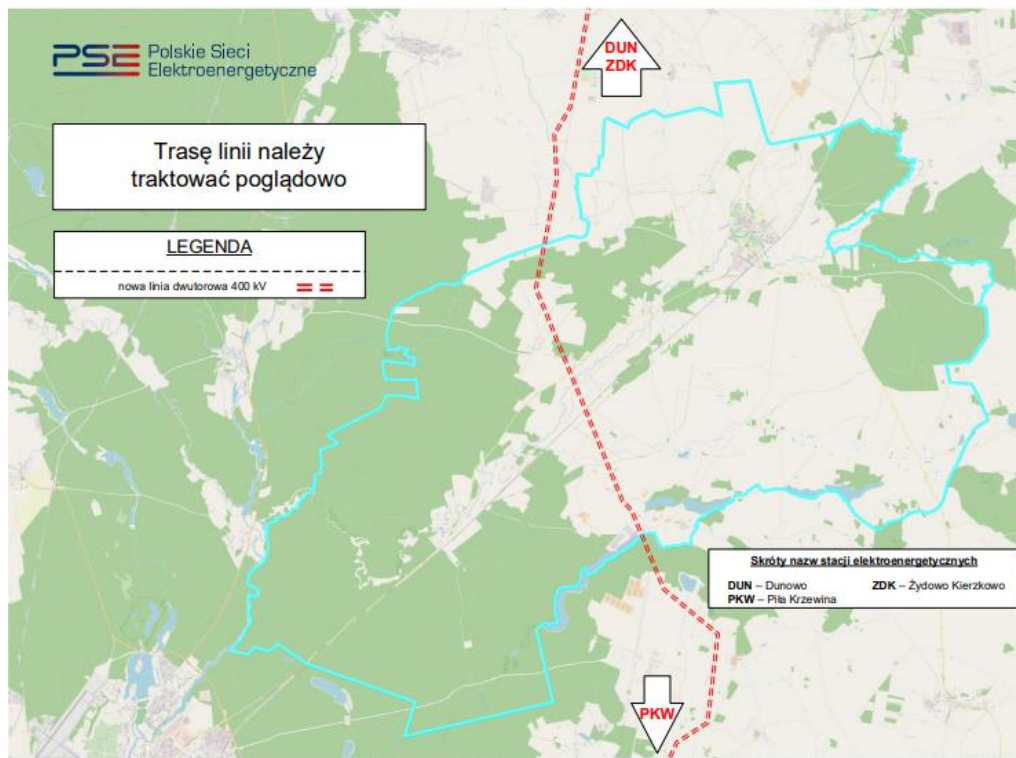 PSE Polskie Sieci
Elektroenergetyczne
DUN
ZDK
Trasę linii należy
traktować poglądowo
LEGENDA
nowa linia dwutorowa 400 kV
Skróty nazw stacji elektroenergetycznych
DUN – Dunowo ZDK – Żydowo Kierzkowo
PKW – Piła Krzewina
PKW